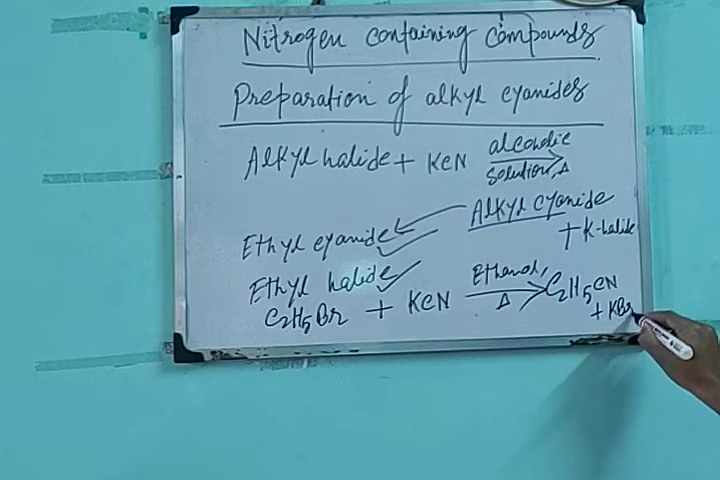 Nitrogen containing compounds
Preparation of alkyl cyanides
Alkyl halide + KCN alcoholic solution, Δ
Alkyl cyanide
+ K-halide
Ethyl cyanide
Ethyl halide
C2H5Br + KCN Ethanol, Δ C2H5CN
+ KBr